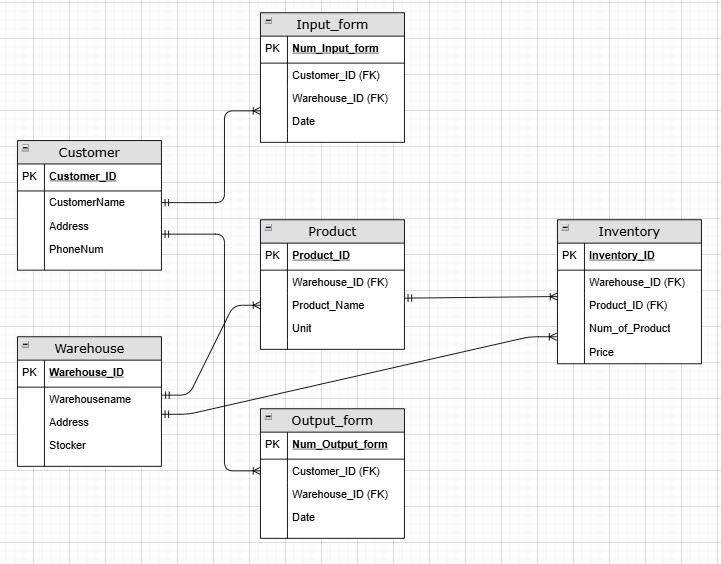 Input_form
PK Num_Input_form
Customer_ID (FK)
Warehouse_ID (FK)
Date
Customer
PK Customer_ID
CustomerName
Address
PhoneNum
Product
PK Product_ID
Warehouse_ID (FK)
Product_Name
Unit
Inventory
PK Inventory_ID
Warehouse_ID (FK)
Product_ID (FK)
Num_of_Product
Price
Warehouse
PK Warehouse_ID
Warehousename
Address
Stocker
Output_form
PK Num_Output_form
Customer_ID (FK)
Warehouse_ID (FK)
Date